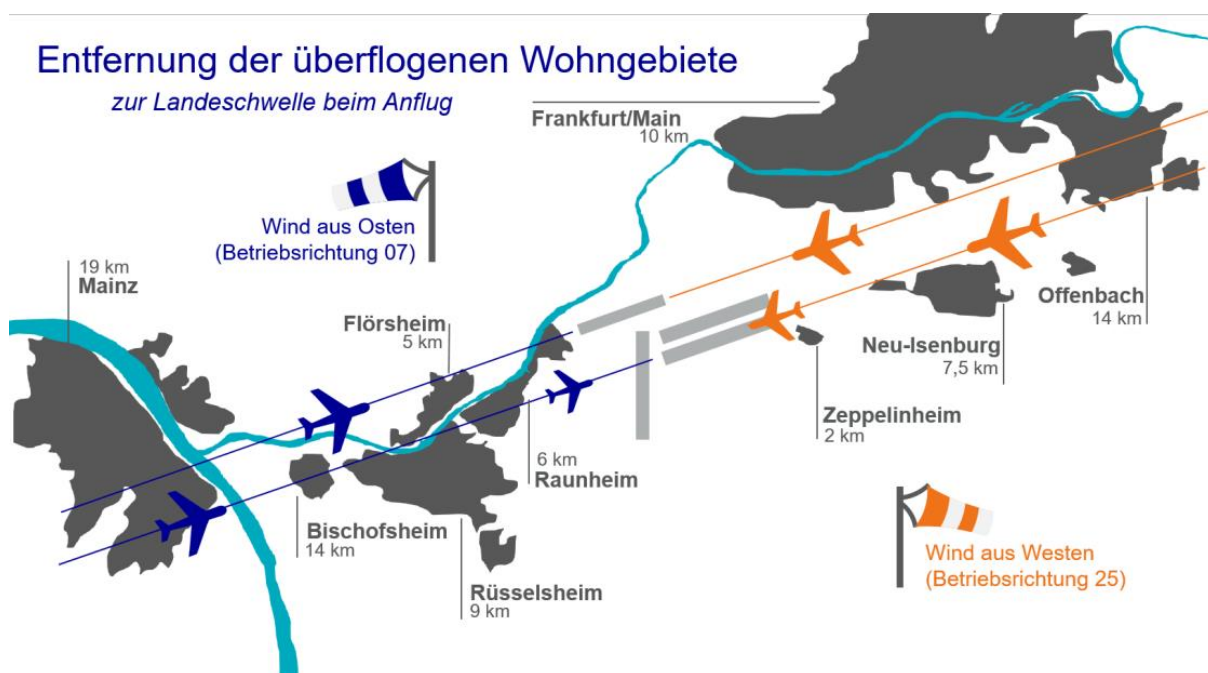 Entfernung der überflogenen Wohngebiete
zur Landeschwelle beim Anflug
Frankfurt/Main
10 km
Wind aus Osten
(Betriebsrichtung 07)
19 km
Mainz
Flörsheim
5 km
Offenbach
14 km
Neu-Isenburg
7,5 km
Zeppelinheim
2 km
6 km
Raunheim
Bischofsheim
14 km
Rüsselsheim
9 km
Wind aus Westen
(Betriebsrichtung 25)